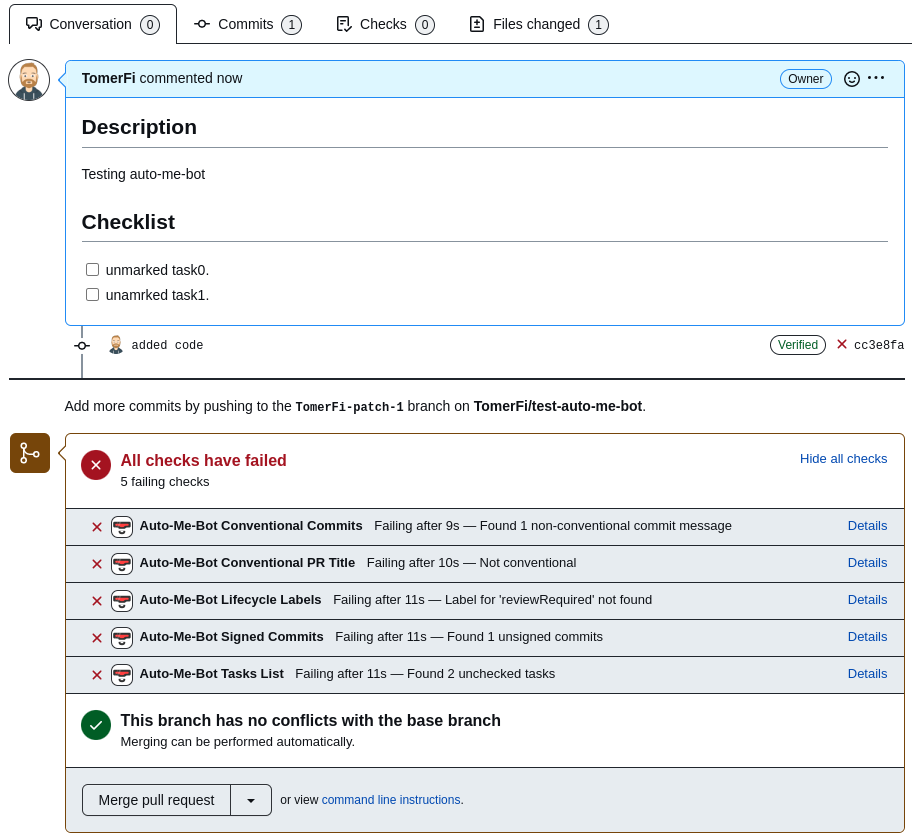 Conversation 0 Commits 1 Checks 0 Files changed 1
TomerFi commented now Owner
Description
Testing auto-me-bot
Checklist
unmarked task0.
unamrked task1.
added code Verified cc3e8fa
Add more commits by pushing to the TomerFi-patch-1 branch on TomerFi/test-auto-me-bot.
All checks have failed Hide all checks
5 failing checks
Auto-Me-Bot Conventional Commits Failing after 9s — Found 1 non-conventional commit message Details
Auto-Me-Bot Conventional PR Title Failing after 10s — Not conventional Details
Auto-Me-Bot Lifecycle Labels Failing after 11s — Label for 'reviewRequired' not found Details
Auto-Me-Bot Signed Commits Failing after 11s — Found 1 unsigned commits Details
Auto-Me-Bot Tasks List Failing after 11s — Found 2 unchecked tasks Details
This branch has no conflicts with the base branch
Merging can be performed automatically.
Merge pull request or view command line instructions.